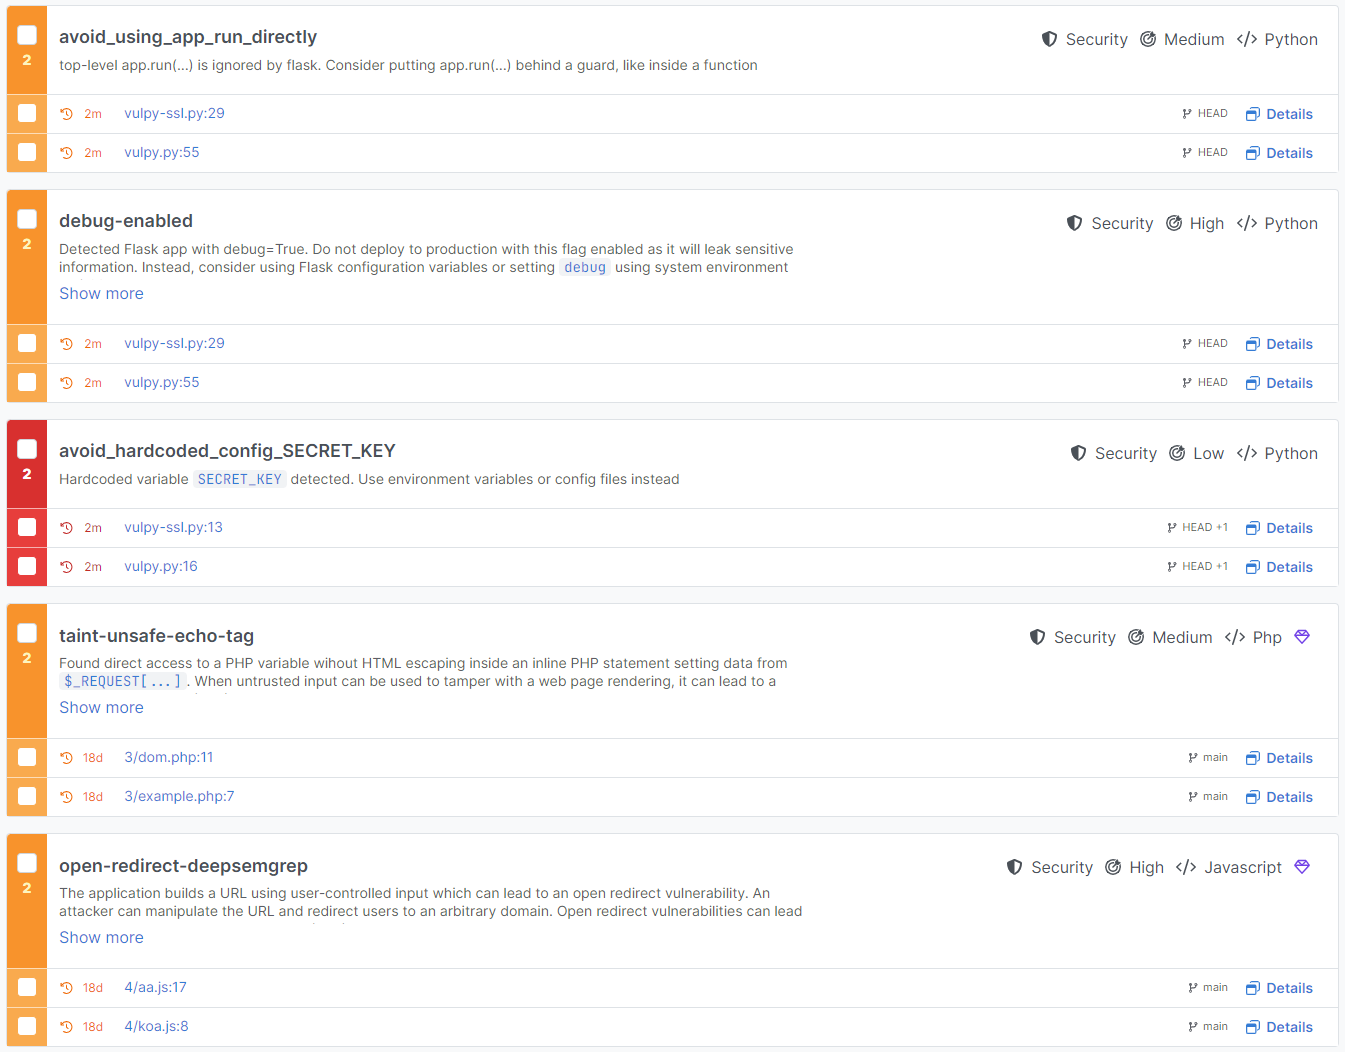 avoid_using_app_run_directly
Security Medium </> Python
2
top-level app.run(...) is ignored by flask. Consider putting app.run(...) behind a guard, like inside a function
2m vulpy-ssl.py:29 HEAD Details
2m vulpy.py:55 HEAD Details
debug-enabled
Security High </> Python
2
Detected Flask app with debug=True. Do not deploy to production with this flag enabled as it will leak sensitive
information. Instead, consider using Flask configuration variables or setting debug using system environment
Show more
2m vulpy-ssl.py:29 HEAD Details
2m vulpy.py:55 HEAD Details
avoid_hardcoded_config_SECRET_KEY
Security Low </> Python
2
Hardcoded variable SECRET_KEY detected. Use environment variables or config files instead
2m vulpy-ssl.py:13 HEAD +1 Details
2m vulpy.py:16 HEAD +1 Details
taint-unsafe-echo-tag
Security Medium </> Php
2
Found direct access to a PHP variable wihout HTML escaping inside an inline PHP statement setting data from
$_REQUEST[...]. When untrusted input can be used to tamper with a web page rendering, it can lead to a
Show more
18d 3/dom.php:11 main Details
18d 3/example.php:7 main Details
open-redirect-deepsemgrep
Security High </> Javascript
2
The application builds a URL using user-controlled input which can lead to an open redirect vulnerability. An
attacker can manipulate the URL and redirect users to an arbitrary domain. Open redirect vulnerabilities can lead
Show more
18d 4/aa.js:17 main Details
18d 4/koa.js:8 main Details